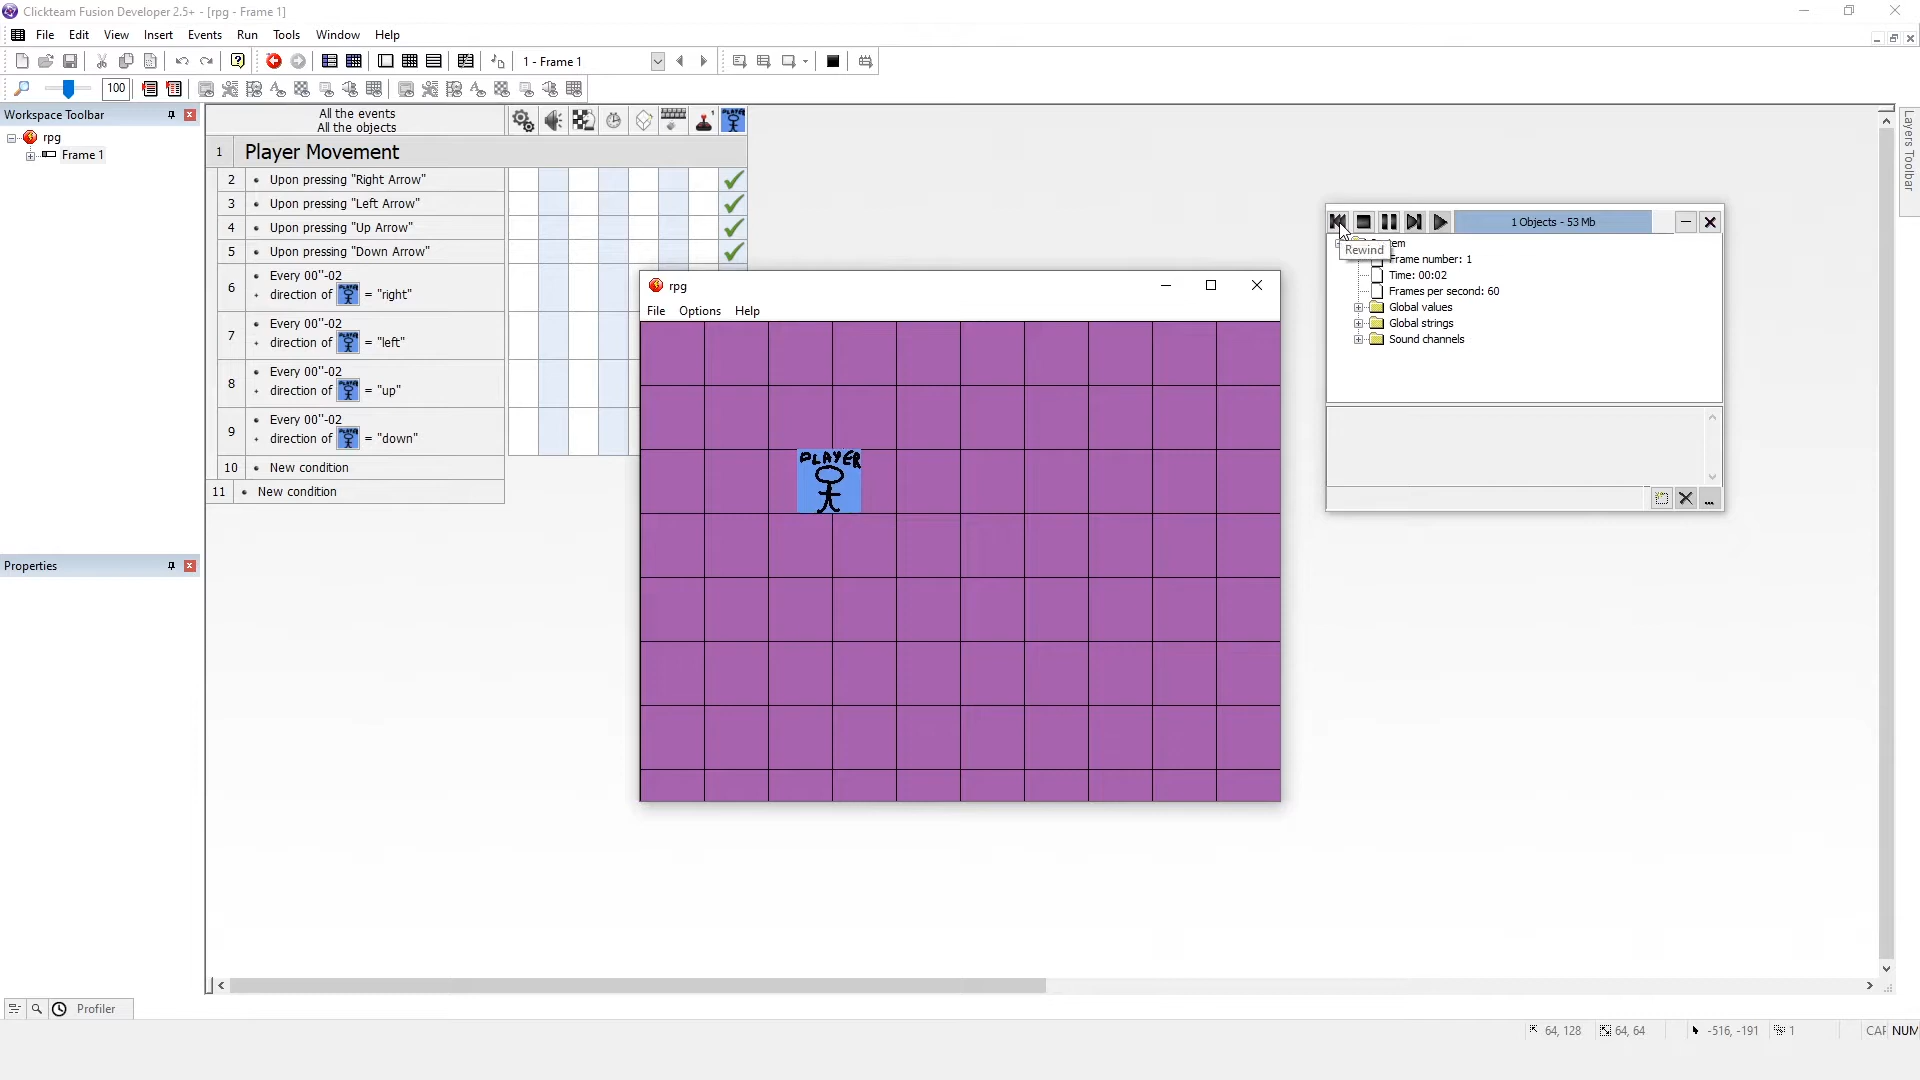 Clickteam Fusion Developer 2.5+ - [rpg - Frame 1]
File Edit View Insert Events Run Tools Window Help
1 - Frame 1
100
Workspace Toolbar
rpg
Frame 1
Properties
Profiler
All the events
All the objects
1 Player Movement
2 • Upon pressing "Right Arrow"
3 • Upon pressing "Left Arrow"
4 • Upon pressing "Up Arrow"
5 • Upon pressing "Down Arrow"
6 • Every 00"-02
+ direction of = "right"
7 • Every 00"-02
+ direction of = "left"
8 • Every 00"-02
+ direction of = "up"
9 • Every 00"-02
+ direction of = "down"
10 • New condition
11 • New condition
rpg
File Options Help
PLAYER
1 Objects - 53 Mb
Rewind
Frame number: 1
Time: 00:02
Frames per second: 60
Global values
Global strings
Sound channels
...
Layers Toolbar
64, 128 64, 64 -516, -191 1 CAP NUM